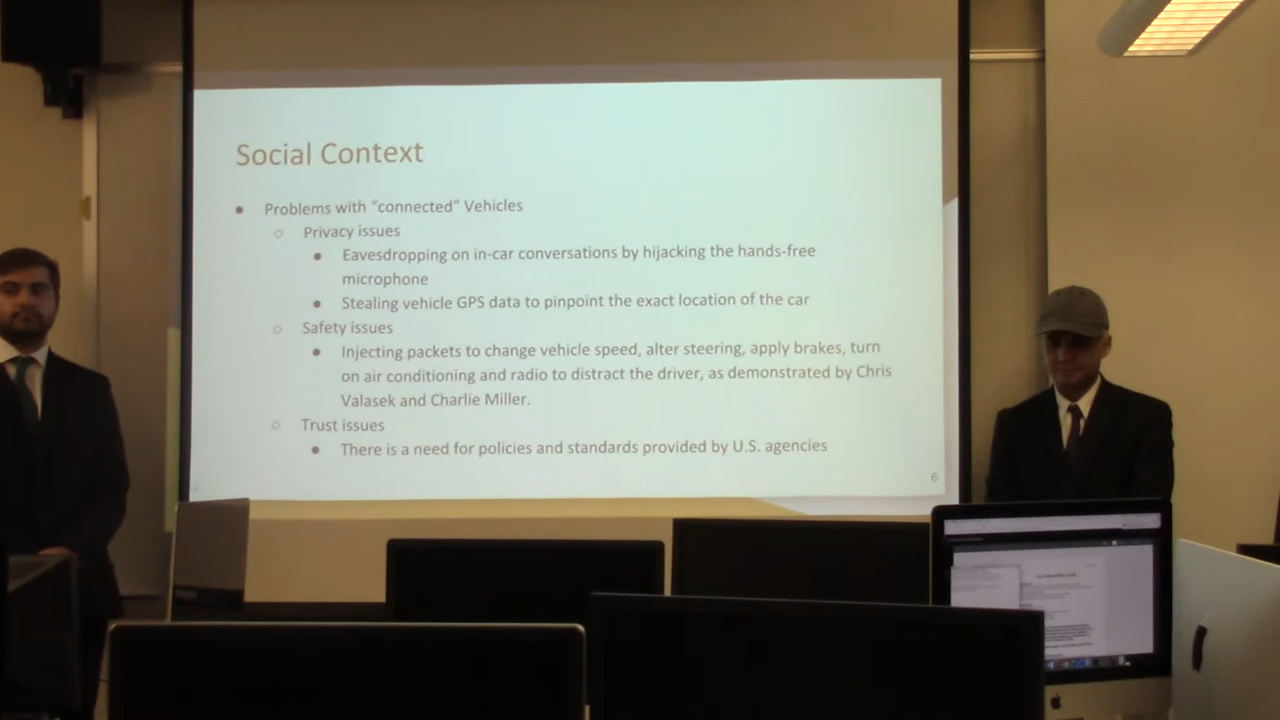 Social Context
● Problems with “connected” Vehicles
○ Privacy issues
● Eavesdropping on in-car conversations by hijacking the hands-free
microphone
● Stealing vehicle GPS data to pinpoint the exact location of the car
○ Safety issues
● Injecting packets to change vehicle speed, alter steering, apply brakes, turn
on air conditioning and radio to distract the driver, as demonstrated by Chris
Valasek and Charlie Miller.
○ Trust issues
● There is a need for policies and standards provided by U.S. agencies
6